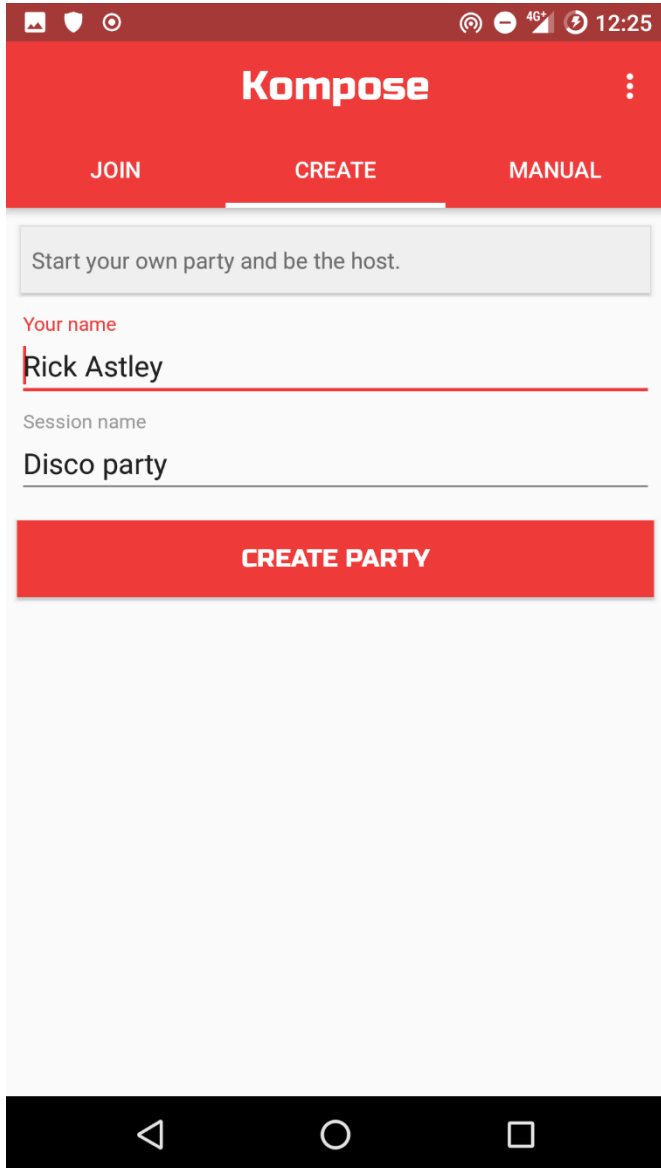 4G+ 12:25
Kompose
JOIN CREATE MANUAL
Start your own party and be the host.
Your name
Rick Astley
Session name
Disco party
CREATE PARTY